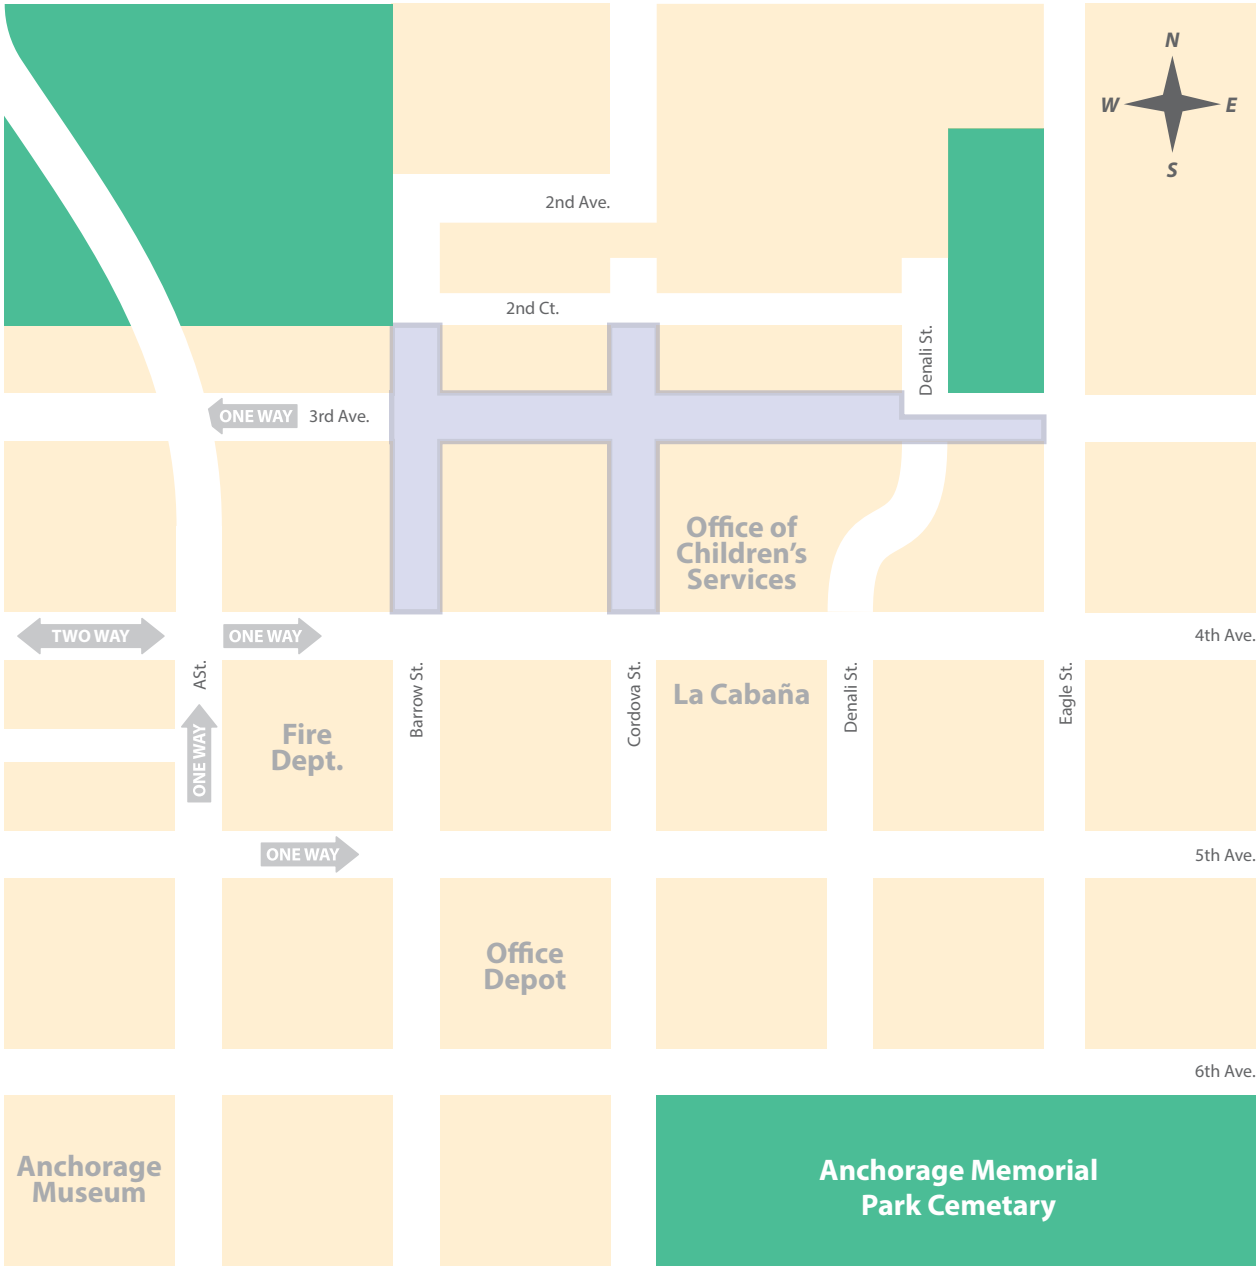 N
W E
S
2nd Ave.
2nd Ct.
Denali St.
ONE WAY 3rd Ave.
Office of
Children's
Services
TWO WAY
ONE WAY
4th Ave.
ASt.
Barrow St.
Cordova St.
La Cabaña
Denali St.
Eagle St.
Fire
Dept.
ONE WAY
ONE WAY
5th Ave.
Office
Depot
6th Ave.
Anchorage
Museum
Anchorage Memorial
Park Cemetary